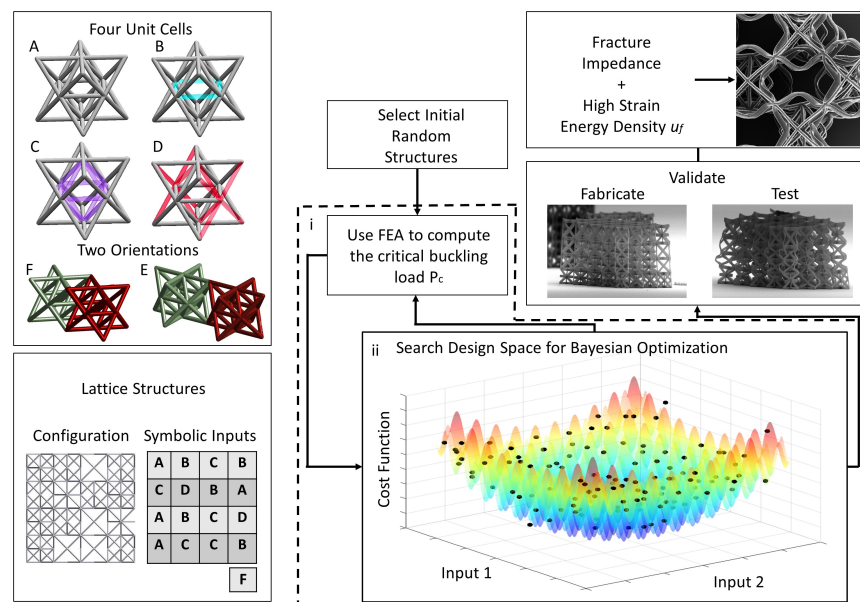 Four Unit Cells
A
B
C
D
Two Orientations
F
E
Lattice Structures
Configuration
Symbolic Inputs
A B C B
C D B A
A B C D
A C C B
F
Select Initial
Random
Structures
i
Use FEA to compute
the critical buckling
load Pc
Fracture
Impedance
+
High Strain
Energy Density uf
Validate
Fabricate
Test
ii
Search Design Space for Bayesian Optimization
Cost Function
Input 1
Input 2